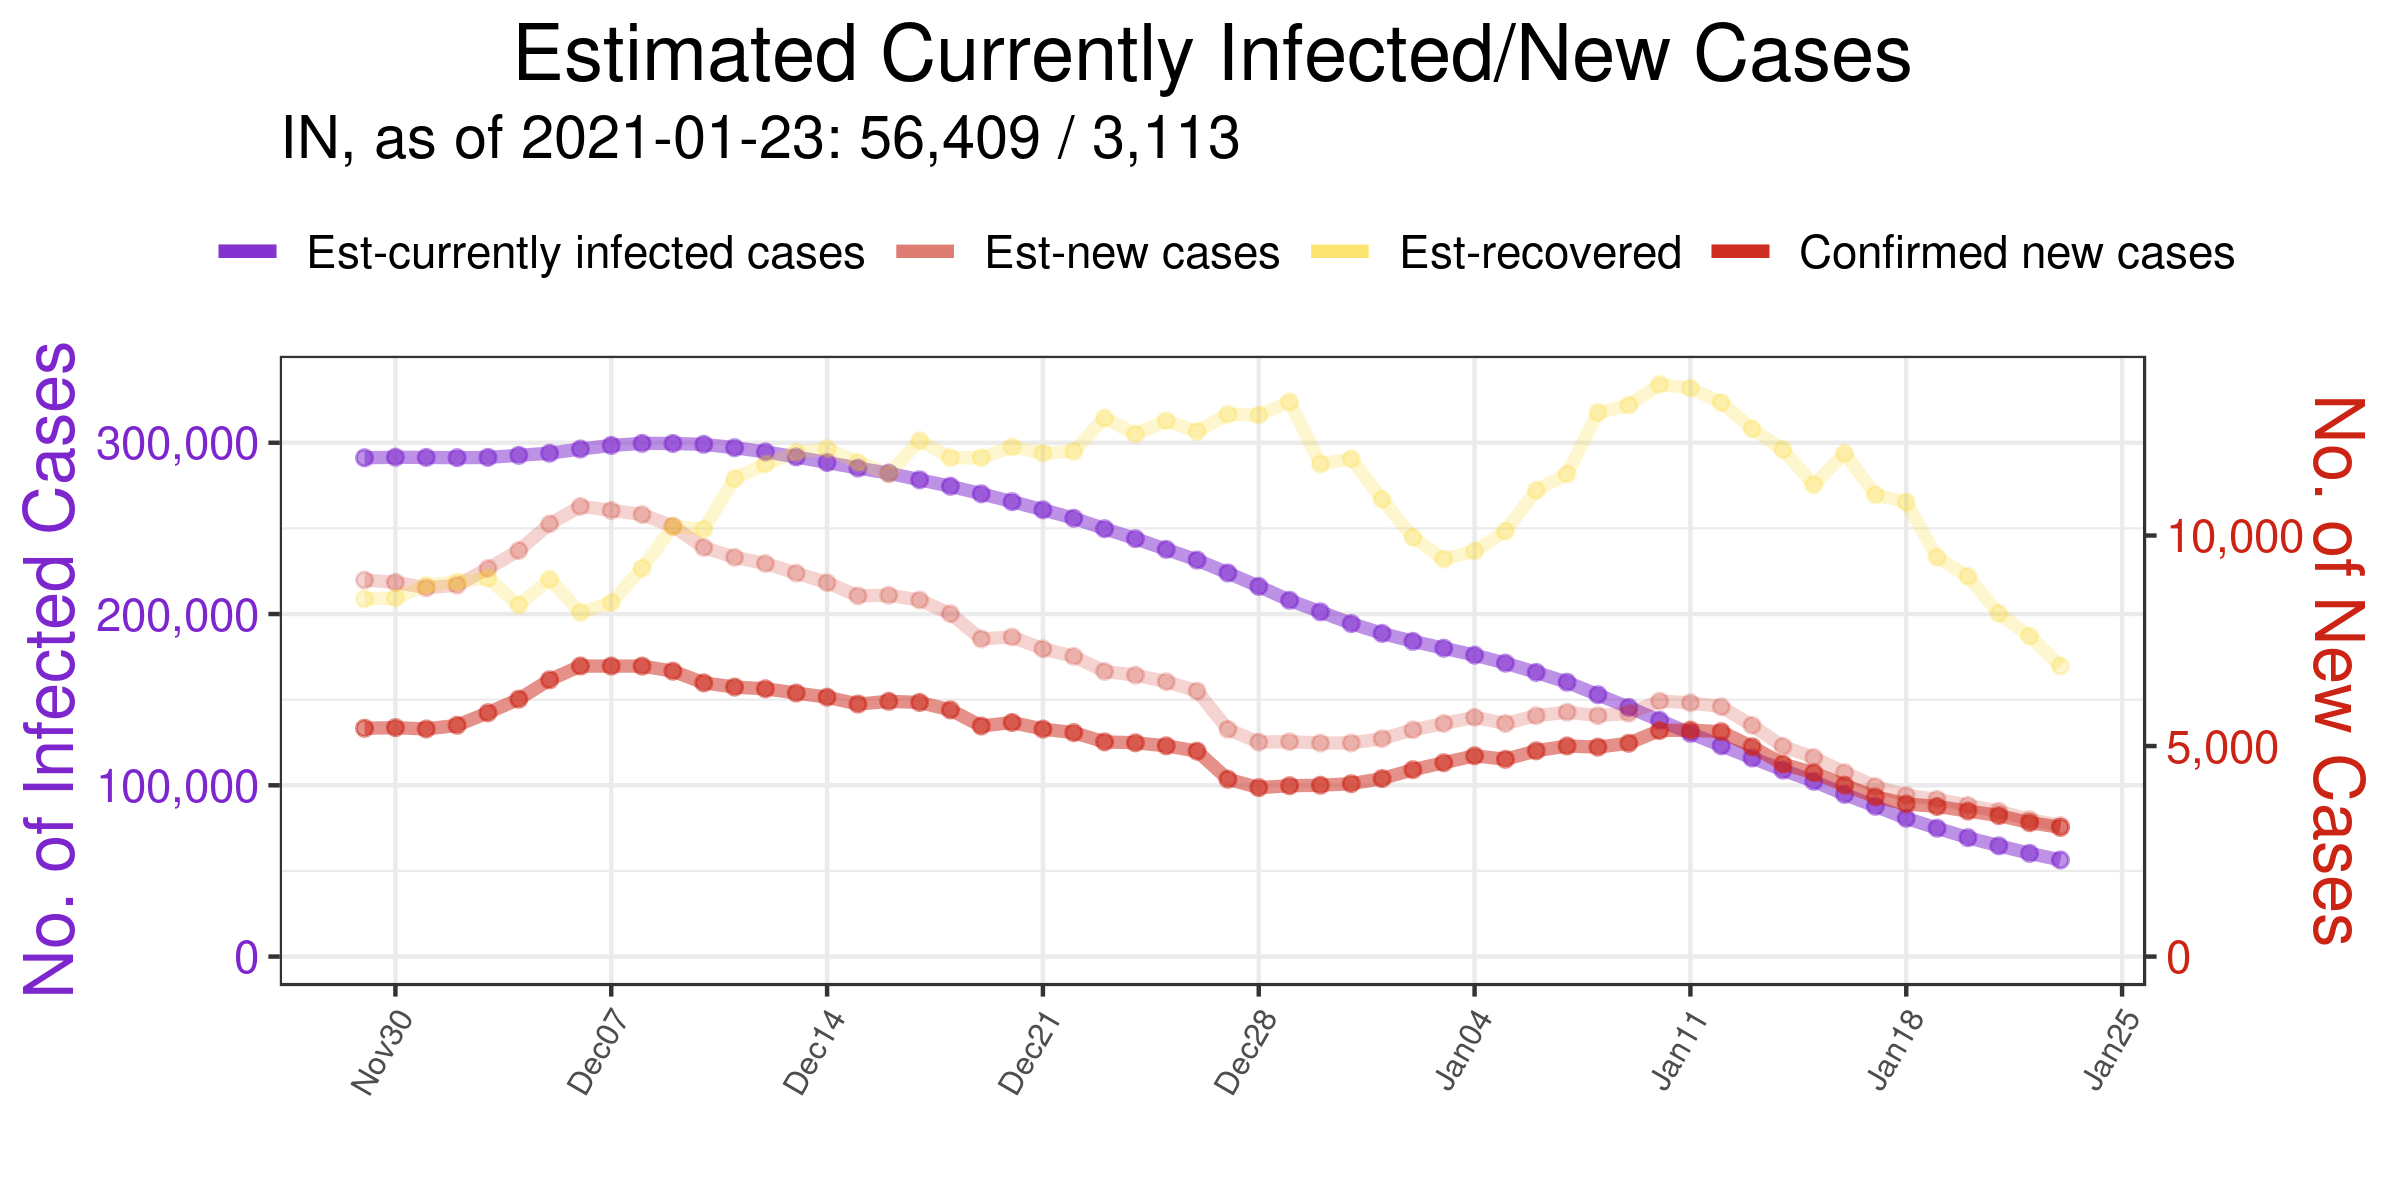 Estimated Currently Infected/New Cases
IN, as of 2021-01-23: 56,409 / 3,113
Est-currently infected cases Est-new cases Est-recovered Confirmed new cases
No. of Infected Cases
300,000
200,000
100,000
0
No. of New Cases
10,000
5,000
0
Nov30 Dec07 Dec14 Dec21 Dec28 Jan04 Jan11 Jan18 Jan25